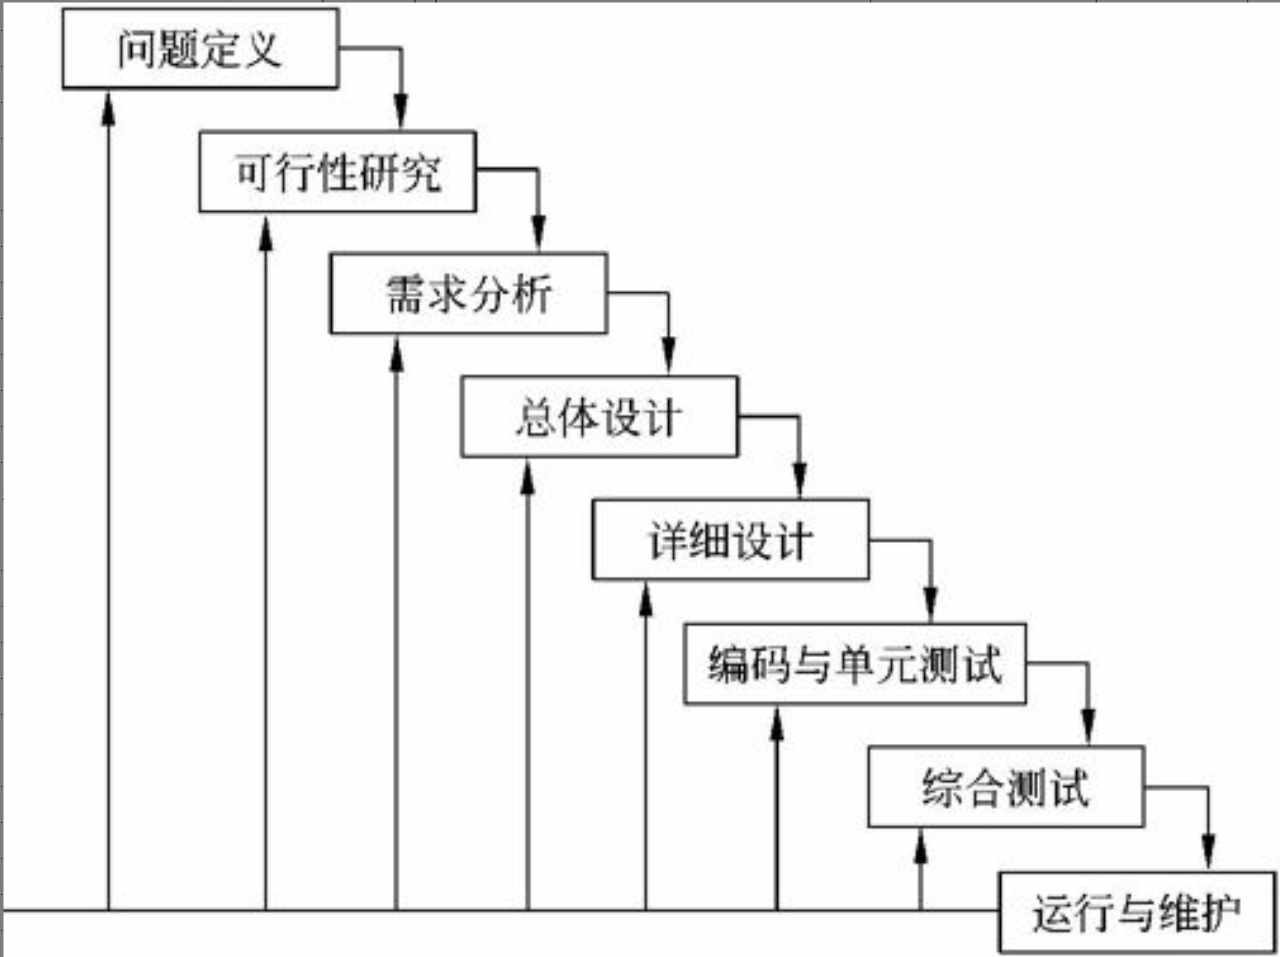 问题定义
可行性研究
需求分析
总体设计
详细设计
编码与单元测试
综合测试
运行与维护